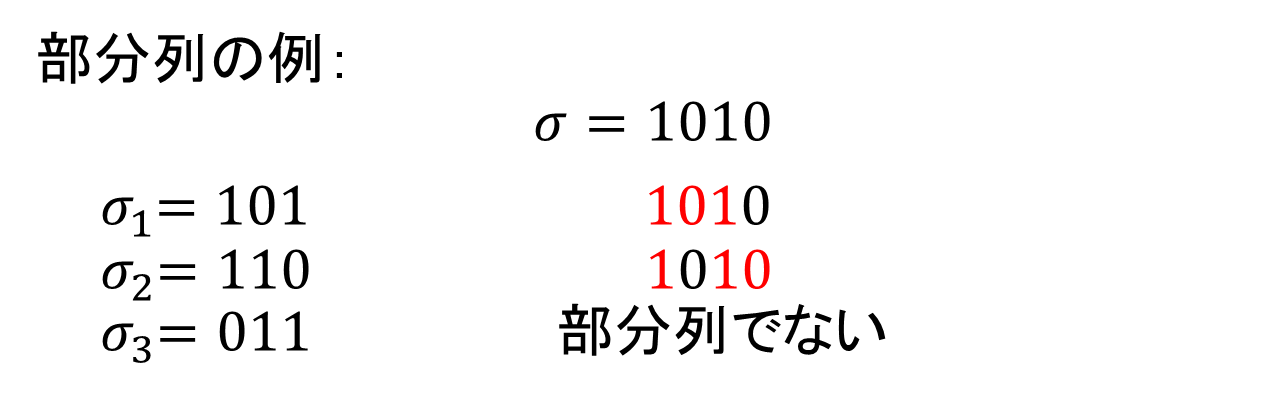 部分列の例:
σ = 1010
σ₁= 101 1010
σ₂= 110 1010
σ₃= 011 部分列でない